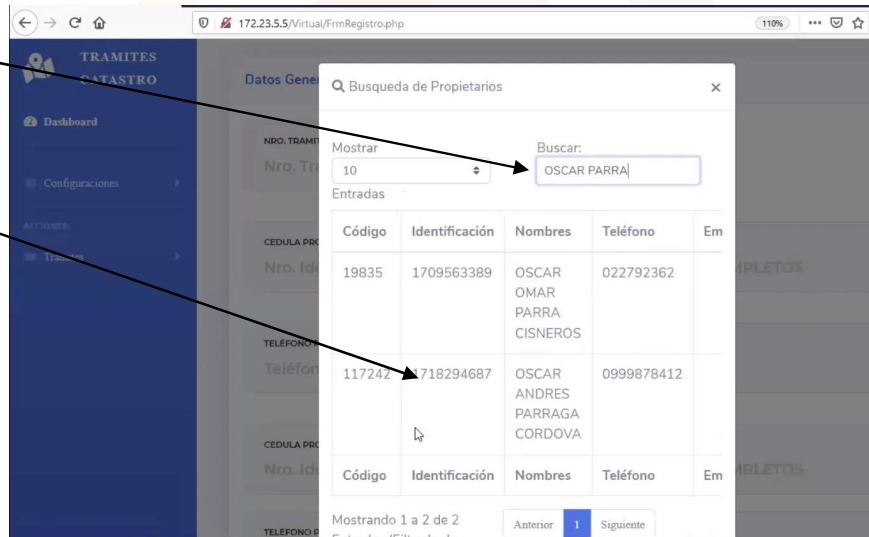 172.23.5.5/Virtual/FrmRegistro.php
110%
TRAMITES
CATASTRO
Dashboard
Configuraciones
ACCIONES:
Tramites
Datos Gener
NRO. TRAMIT
Nro. Tra
CEDULA PRO
Nro. Ide
MPLETOS
TELÉFONO P
Teléfon
CEDULA PRO
Nro. Ide
MPLETOS
TELÉFONO P
Busqueda de Propietarios
×
Mostrar
10
Entradas
Buscar:
OSCAR PARRA
Código Identificación Nombres Teléfono Em
19835 1709563389 OSCAR 022792362
OMAR
PARRA
CISNEROS
117242 1718294687 OSCAR 0999878412
ANDRES
PARRAGA
CORDOVA
Código Identificación Nombres Teléfono Em
Mostrando 1 a 2 de 2
Anterior 1 Siguiente